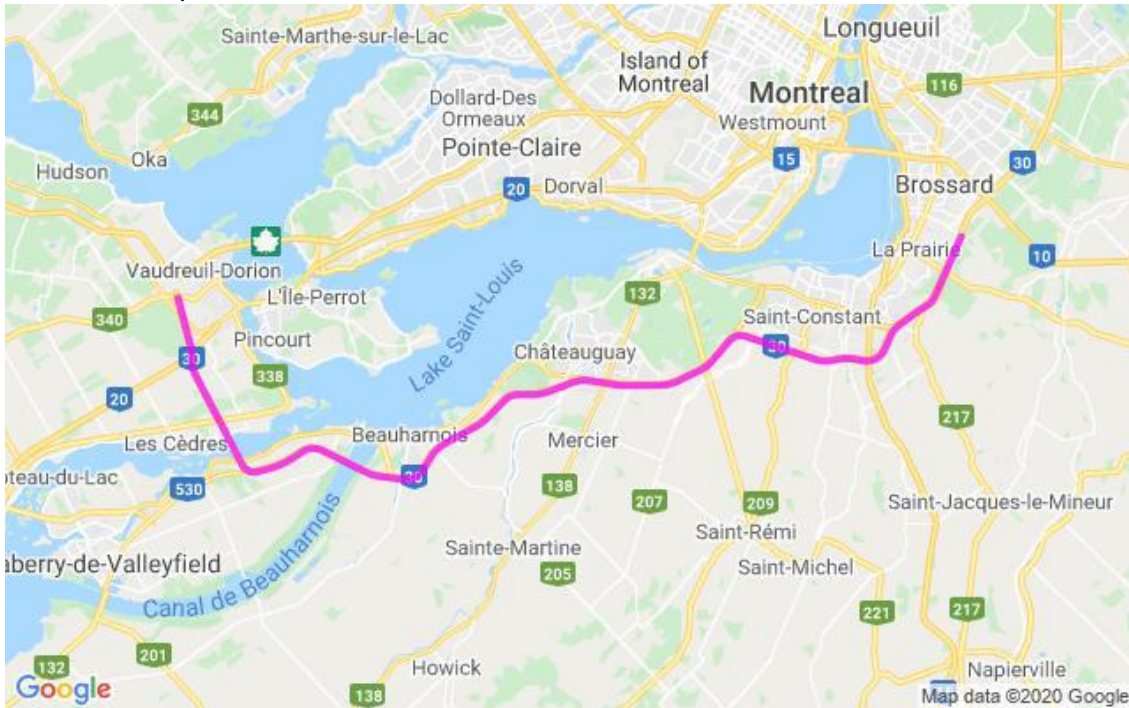 Sainte-Marthe-sur-le-Lac
Longueuil
Island of
Montreal
116
Dollard-Des
Ormeaux
Montreal
344
Westmount
Pointe-Claire
Oka
15
30
Hudson
20
Dorval
Brossard
La Prairie
10
Vaudreuil-Dorion
L'Île-Perrot
132
340
Saint-Constant
Pincourt
30
Lake Saint-Louis
Châteauguay
30
338
20
217
Les Cèdres
Beauharnois
Mercier
oteau-du-Lac
30
530
138
207
209
Saint-Jacques-le-Mineur
Saint-Rémi
Sainte-Martine
aberry-de-Valleyfield
205
Saint-Michel
Canal de Beauharnois
221
217
132
201
Howick
Napierville
138
Google
Map data ©2020 Google